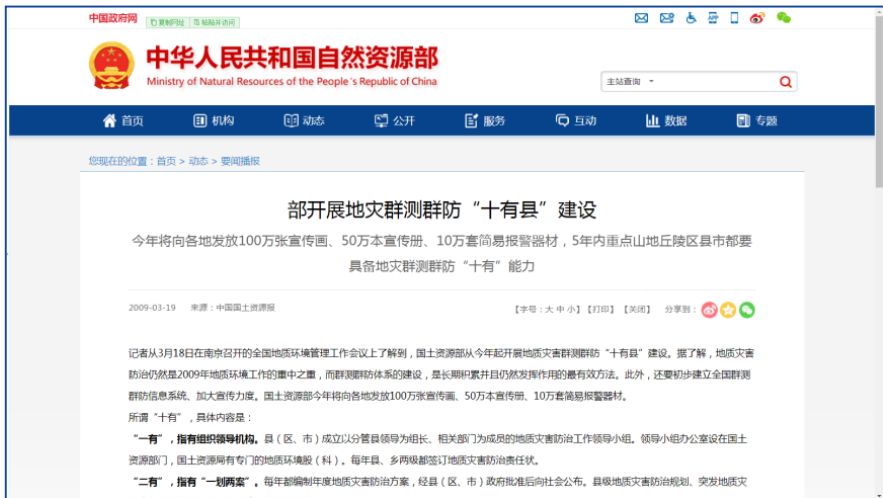 中国政府网 复制网址 粘贴并访问
中华人民共和国自然资源部
Ministry of Natural Resources of the People's Republic of China
主站查询
首页 机构 动态 公开 服务 互动 数据 专题
您现在的位置：首页 > 动态 > 要闻播报
部开展地灾群测群防“十有县”建设
今年将向各地发放100万张宣传画、50万本宣传册、10万套简易报警器材，5年内重点山地丘陵区县市都要
具备地灾群测群防“十有”能力
2009-03-19 来源：中国国土资源报 【字号：大 中 小】【打印】【关闭】 分享到：
记者从3月18日在南京召开的全国地质环境管理工作会议上了解到，国土资源部从今年起开展地质灾害群测群防“十有县”建设。据了解，地质灾害
防治仍然是2009年地质环境工作的重中之重，而群测群防体系的建设，是长期积累并且仍然发挥作用的最有效方法。此外，还要初步建立全国群测
群防信息系统、加大宣传力度。国土资源部今年将向各地发放100万张宣传画、50万本宣传册、10万套简易报警器材。
所谓“十有”，具体内容是：
“一有”，指有组织领导机构。县（区、市）成立以分管县领导为组长、相关部门为成员的地质灾害防治工作领导小组。领导小组办公室设在国土
资源部门，国土资源局有专门的地质环境股（科）。每年县、乡两级都签订地质灾害防治责任状。
“二有”，指有“一划两案”。每年都编制年度地质灾害防治方案，经县（区、市）政府批准后向社会公布。县级地质灾害防治规划、突发地质灾